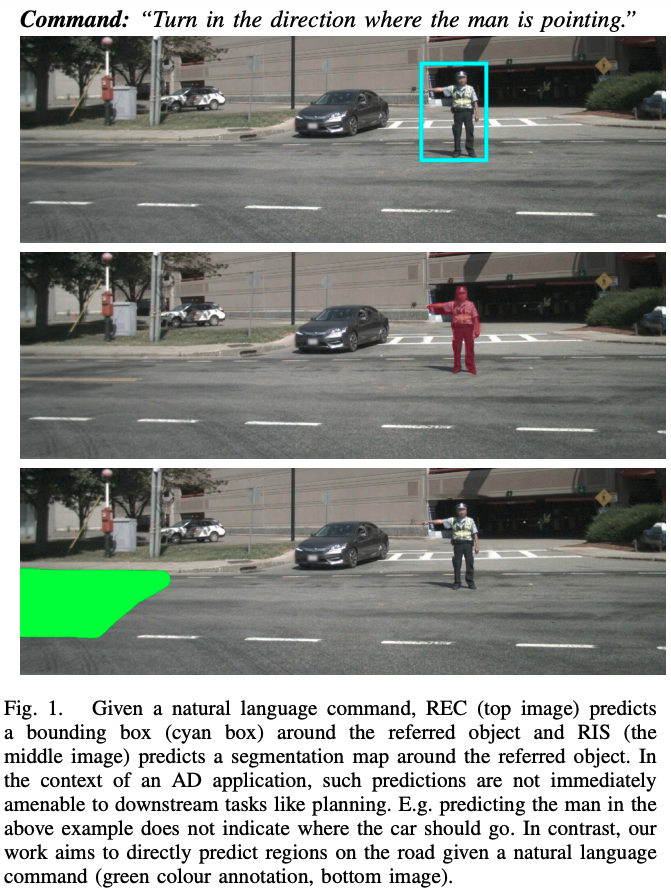 Command: “Turn in the direction where the man is pointing.”
Fig. 1. Given a natural language command, REC (top image) predicts
a bounding box (cyan box) around the referred object and RIS (the
middle image) predicts a segmentation map around the referred object. In
the context of an AD application, such predictions are not immediately
amenable to downstream tasks like planning. E.g. predicting the man in the
above example does not indicate where the car should go. In contrast, our
work aims to directly predict regions on the road given a natural language
command (green colour annotation, bottom image).